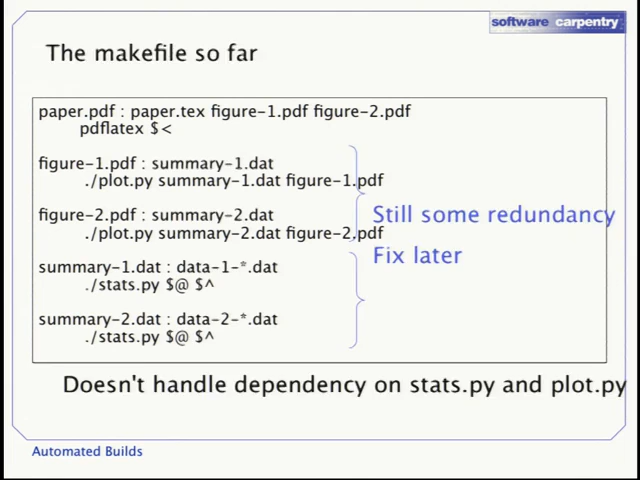 software carpentry
The makefile so far
paper.pdf : paper.tex figure-1.pdf figure-2.pdf
pdflatex $<
figure-1.pdf : summary-1.dat
./plot.py summary-1.dat figure-1.pdf
figure-2.pdf : summary-2.dat
./plot.py summary-2.dat figure-2.pdf
summary-1.dat : data-1-*.dat
./stats.py $@ $^
summary-2.dat : data-2-*.dat
./stats.py $@ $^
Still some redundancy
Fix later
Doesn't handle dependency on stats.py and plot.py
Automated Builds